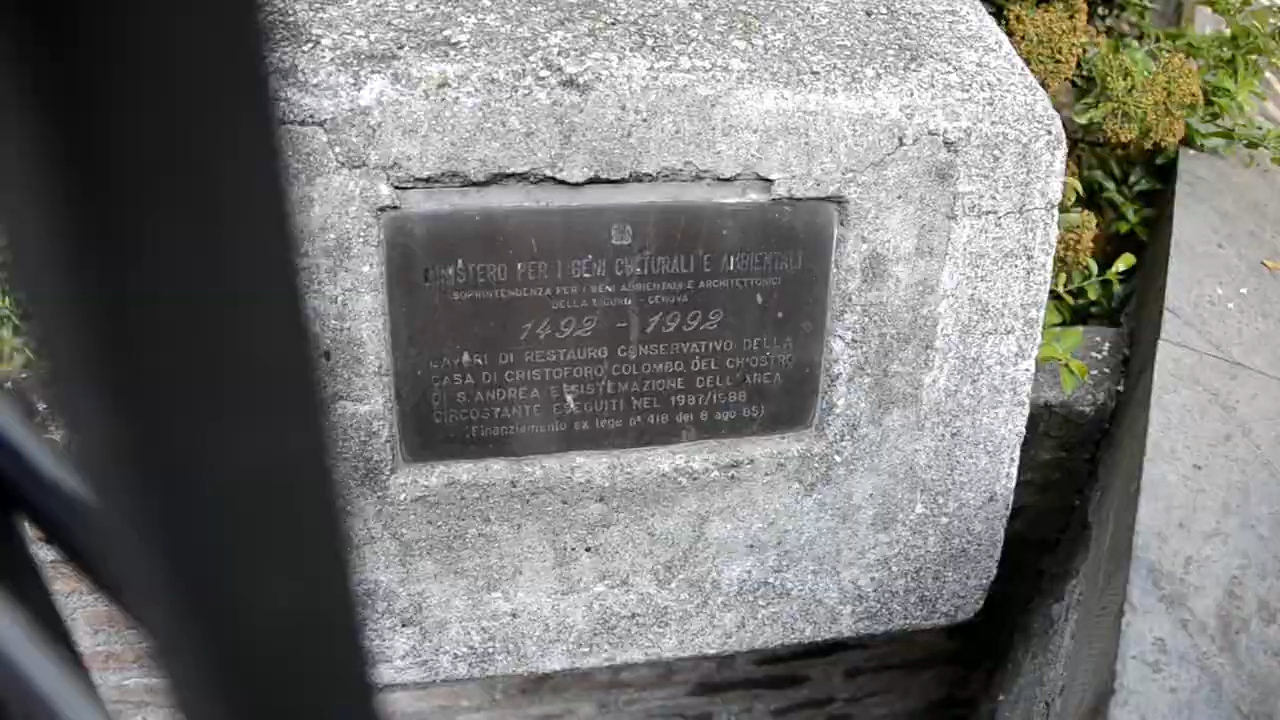 MINISTERO PER I BENI CULTURALI E AMBIENTALI
SOPRINTENDENZA PER I BENI AMBIENTALI E ARCHITETTONICI
DELLA LIGURIA - GENOVA
1492 - 1992
LAVORI DI RESTAURO CONSERVATIVO DELLA
CASA DI CRISTOFORO COLOMBO, DEL CHIOSTRO
DI S. ANDREA E SISTEMAZIONE DELL'AREA
CIRCOSTANTE ESEGUITI NEL 1987/1988
(Finanziamento ex lege n° 418 del 8 ago 85)